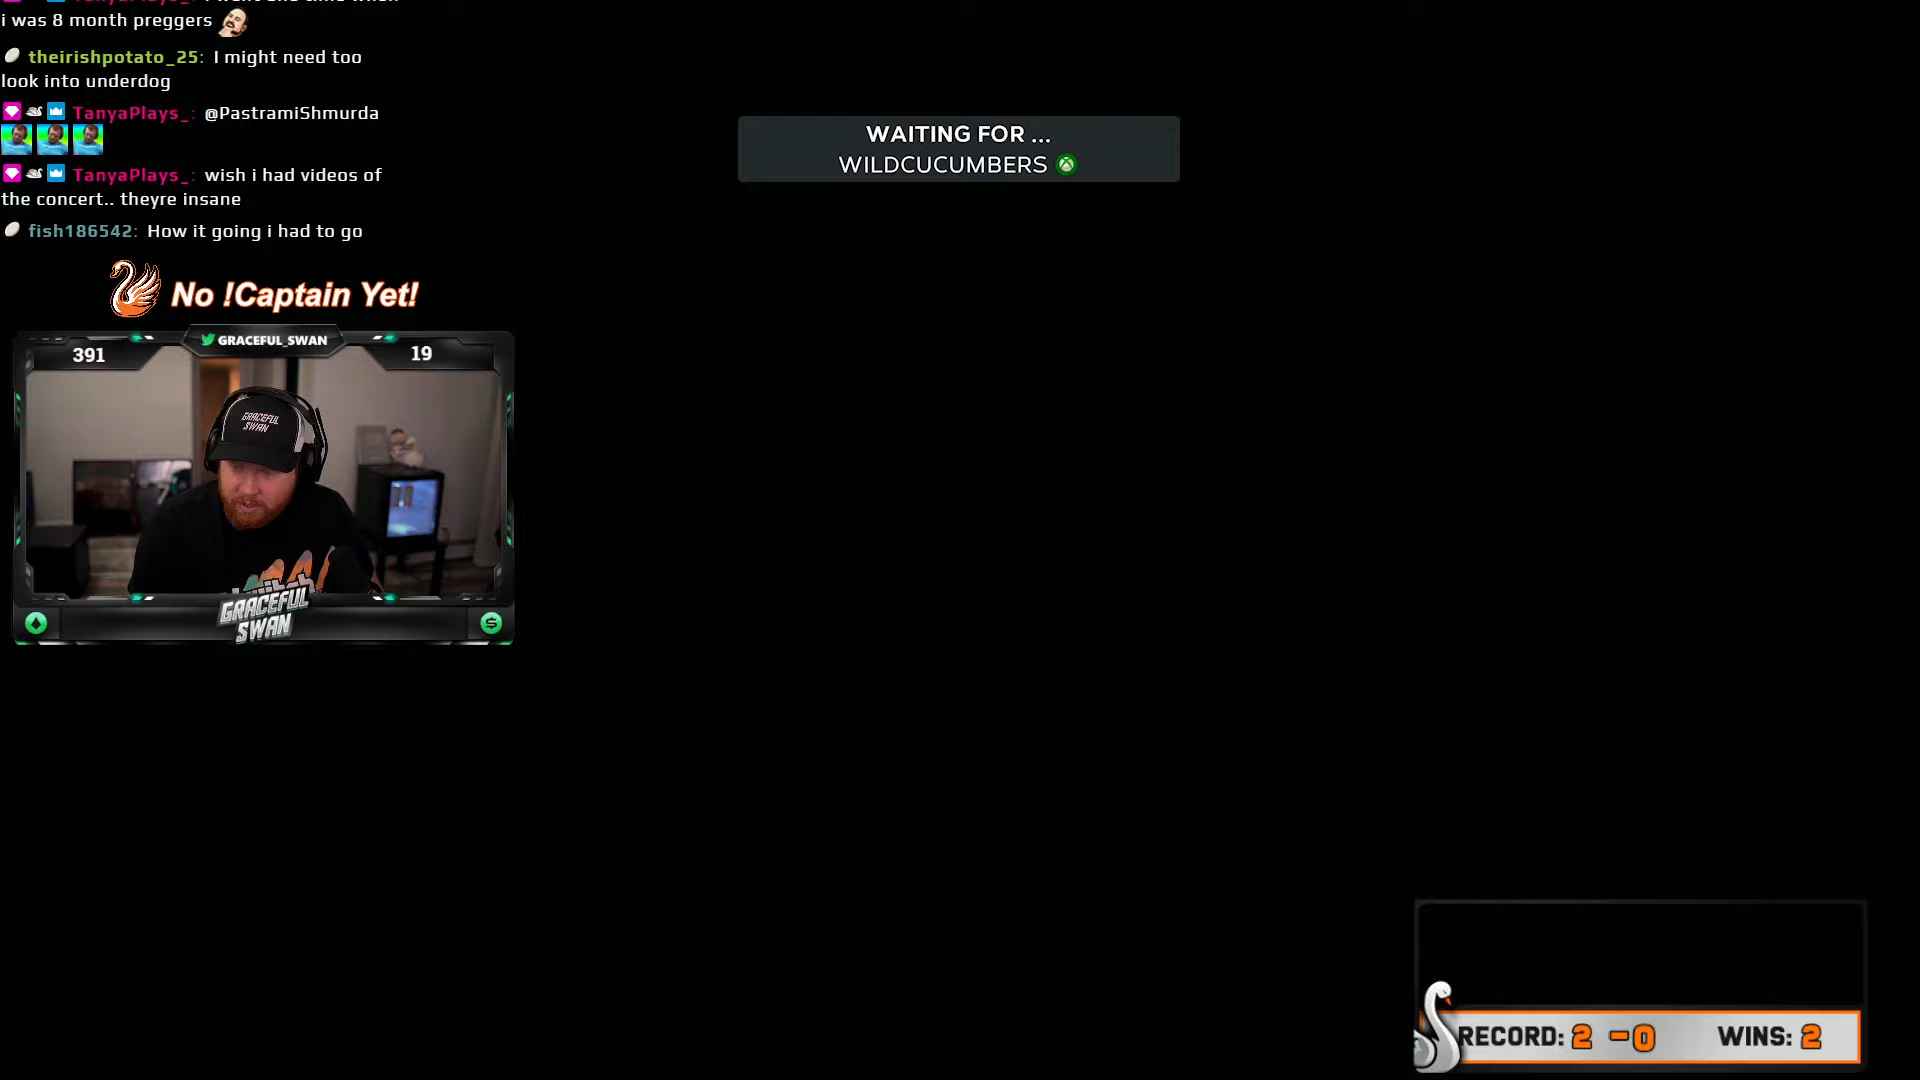 i was 8 month preggers
theirishpotato_25: I might need too
look into underdog
TanyaPlays_: @PastramiShmurda
TanyaPlays_: wish i had videos of
the concert.. theyre insane
fish186542: How it going i had to go
No !Captain Yet!
GRACEFUL_SWAN
391
19
GRACEFUL
SWAN
GRACEFUL
SWAN
WAITING FOR ...
WILDCUCUMBERS
RECORD: 2 - 0 WINS: 2